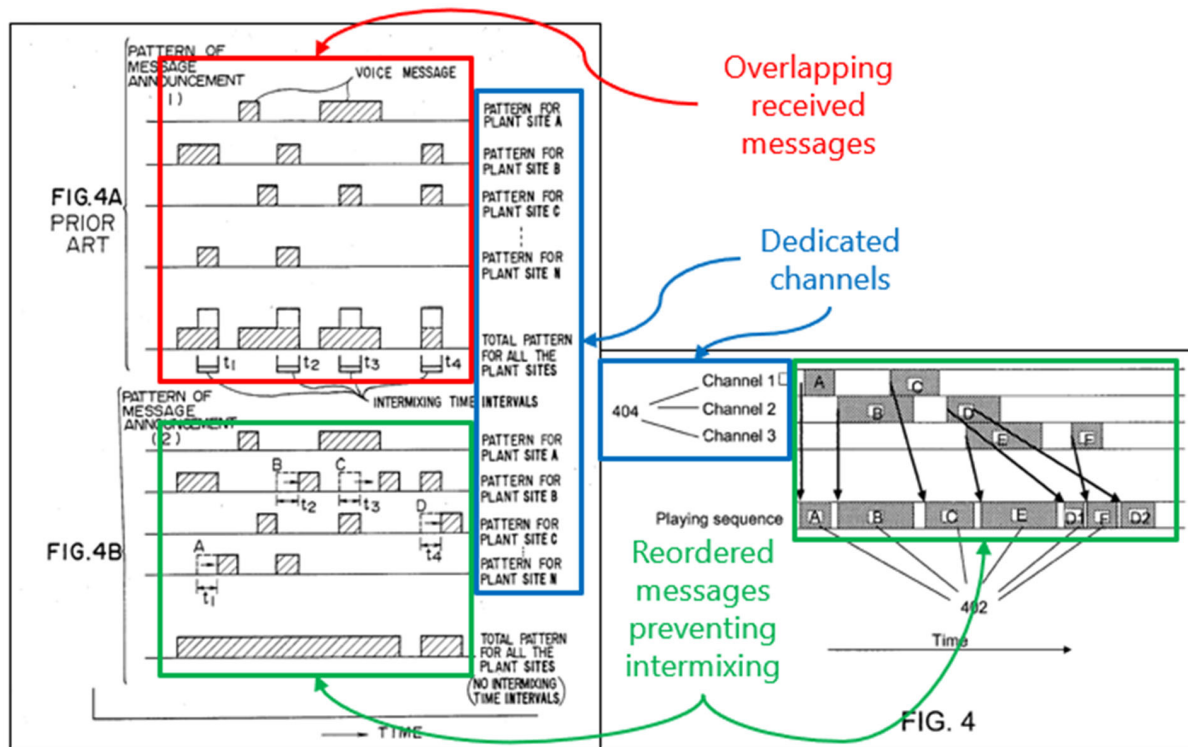 PATTERN OF
MESSAGE
ANNOUNCEMENT
1)
VOICE MESSAGE
PATTERN FOR
PLANT SITE A
PATTERN FOR
PLANT SITE B
FIG.4A
PRIOR
ART
PATTERN FOR
PLANT SITE C
PATTERN FOR
PLANT SITE N
TOTAL PATTERN
FOR ALL THE
PLANT SITES
t1 t2 t3 t4
INTERMIXING TIME INTERVALS
PATTERN OF
MESSAGE
ANNOUNCEMENT
(2)
PATTERN FOR
PLANT SITE A
B C
PATTERN FOR
PLANT SITE B
t2 t3
D
PATTERN FOR
PLANT SITE C
t4
FIG.4B
A
PATTERN FOR
PLANT SITE N
t1
TOTAL PATTERN
FOR ALL THE
PLANT SITES
(NO INTERMIXING
TIME INTERVALS)
TIME
Overlapping
received
messages
Dedicated
channels
404
Channel 1
Channel 2
Channel 3
A C
B D
E F
Playing sequence
A B C E D1 F D2
402
Time
Reordered
messages
preventing
intermixing
FIG. 4